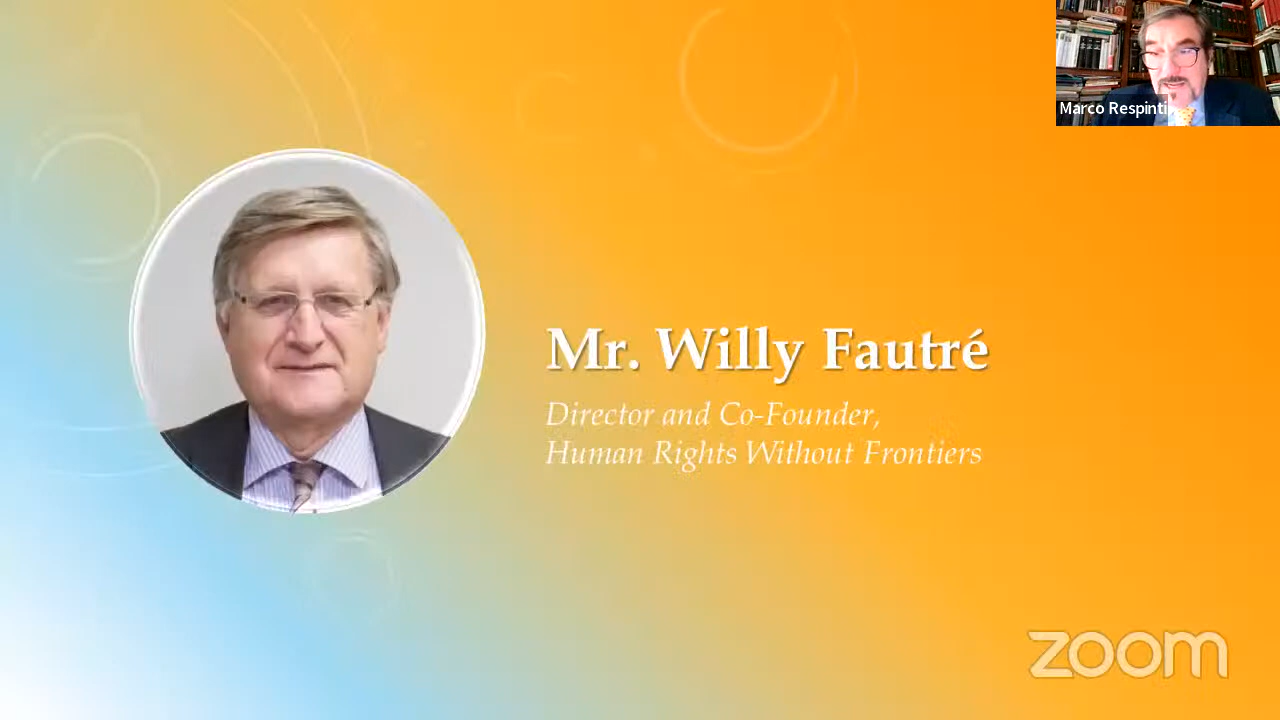 Marco Respinti
Mr. Willy Fautré
Director and Co-Founder,
Human Rights Without Frontiers
zoom